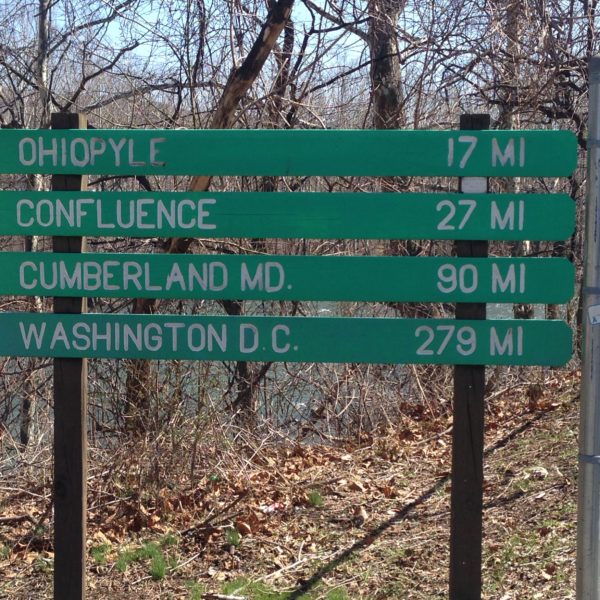 OHIOPYLE 17 MI
CONFLUENCE 27 MI
CUMBERLAND MD. 90 MI
WASHINGTON D.C. 279 MI